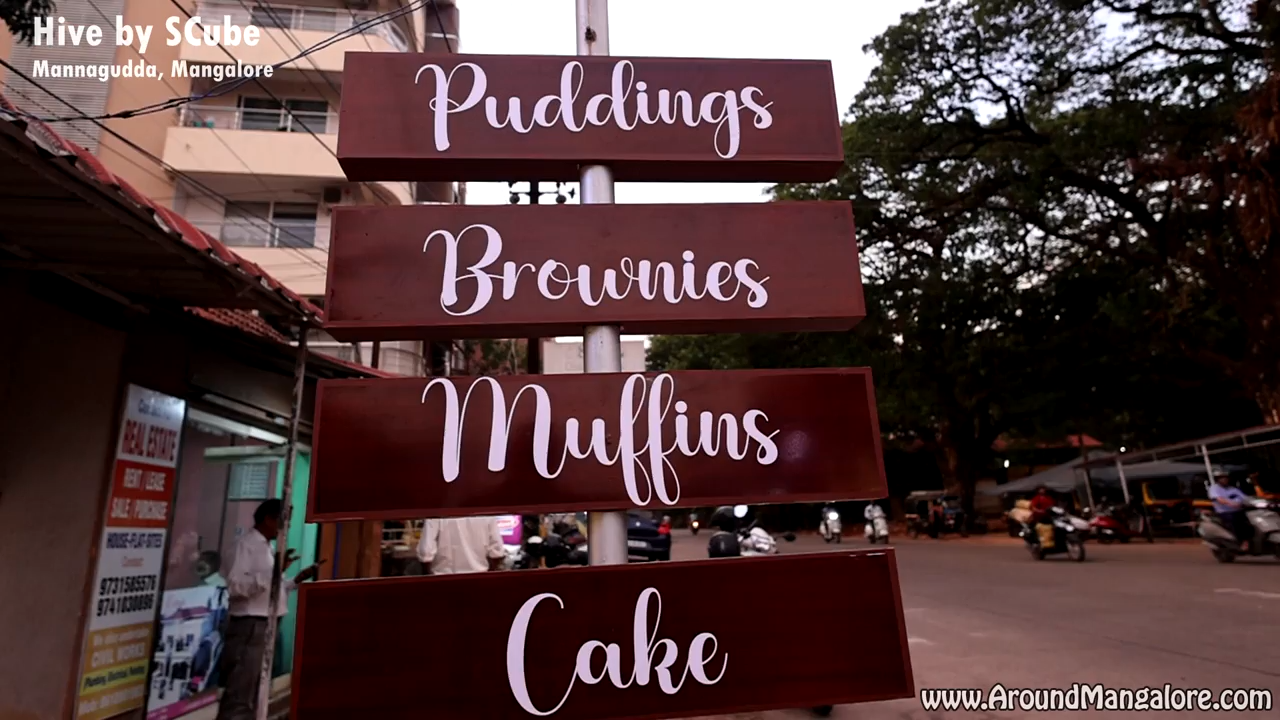 Hive by SCube
Mannagudda, Mangalore
Puddings
Brownies
Muffins
Cake
REAL ESTATE
RENT / LEASE
SALE / PURCHASE
HOUSE-FLAT-SITES
Contact
9731585576
CIVIL WORKS
www.AroundMangalore.com